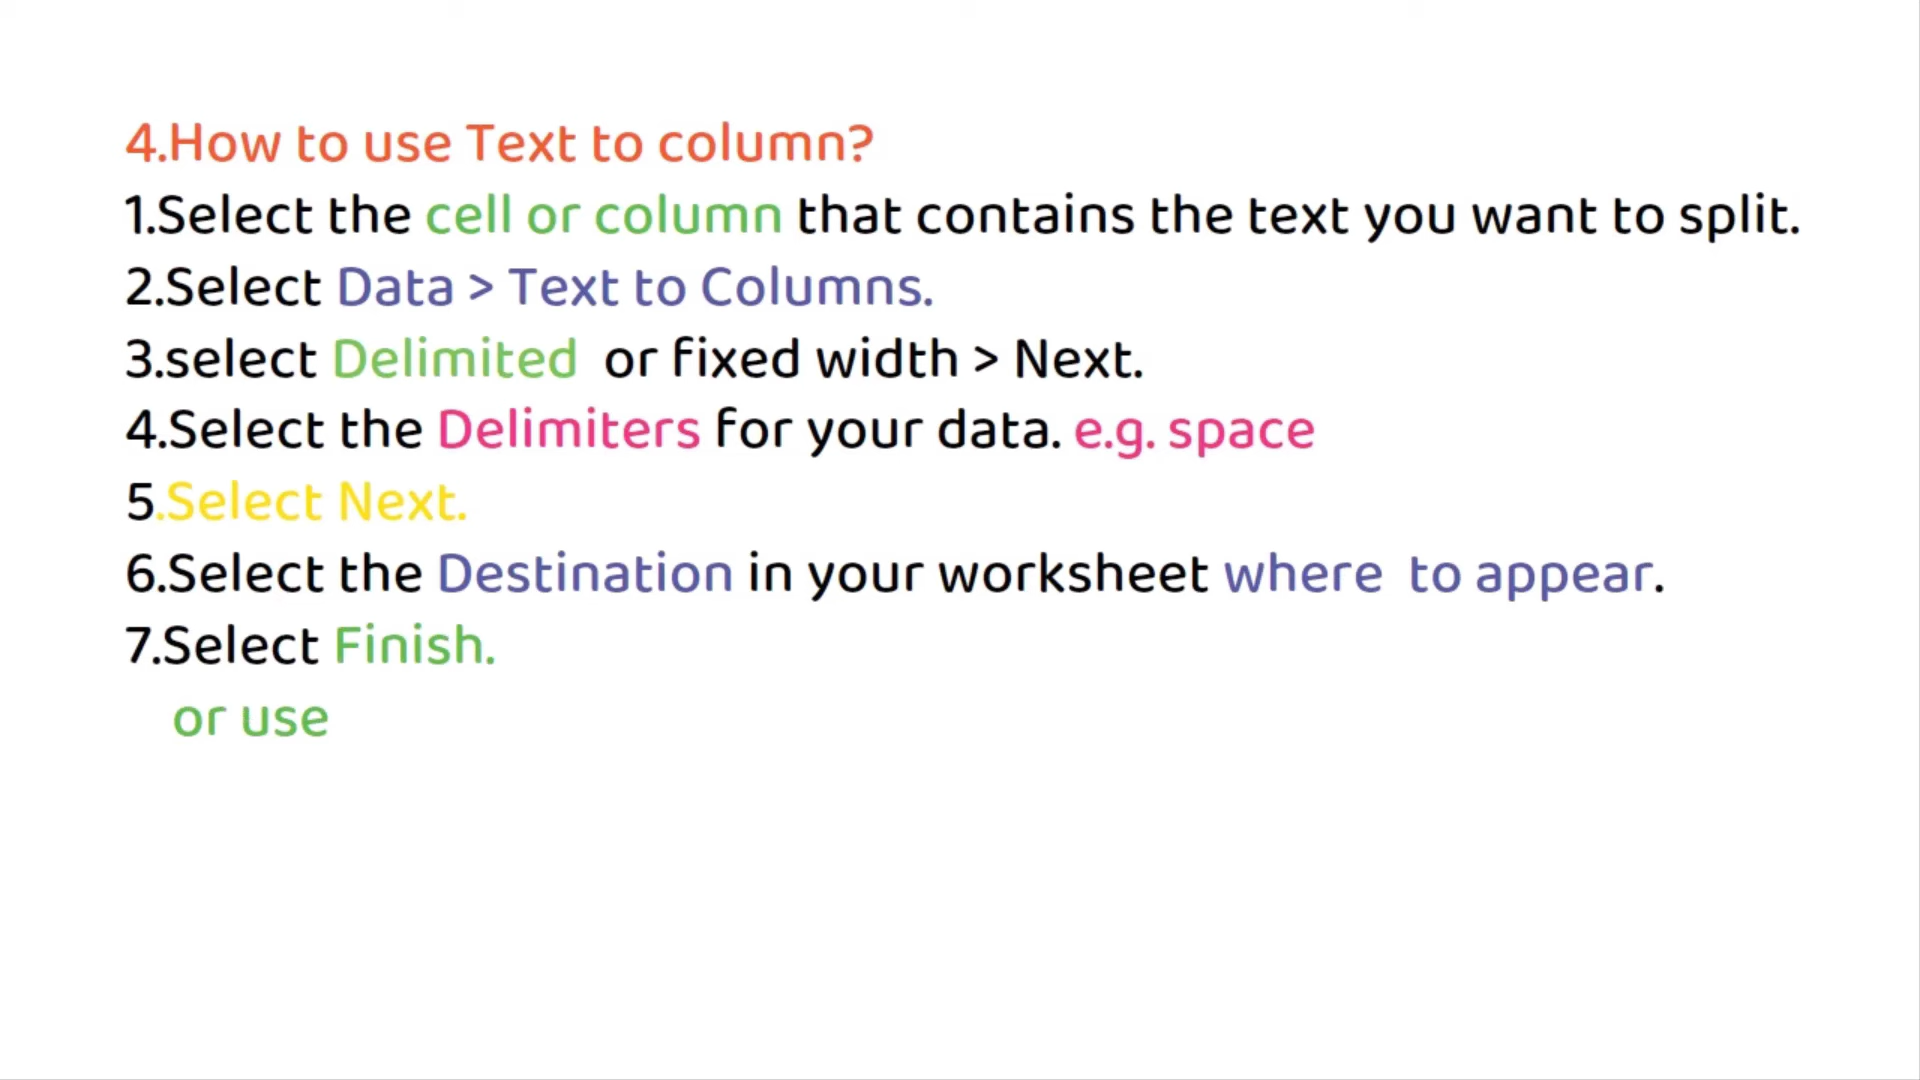 4.How to use Text to column?
1.Select the cell or column that contains the text you want to split.
2.Select Data > Text to Columns.
3.select Delimited  or fixed width > Next.
4.Select the Delimiters for your data. e.g. space
5.Select Next.
6.Select the Destination in your worksheet where  to appear.
7.Select Finish.
or use